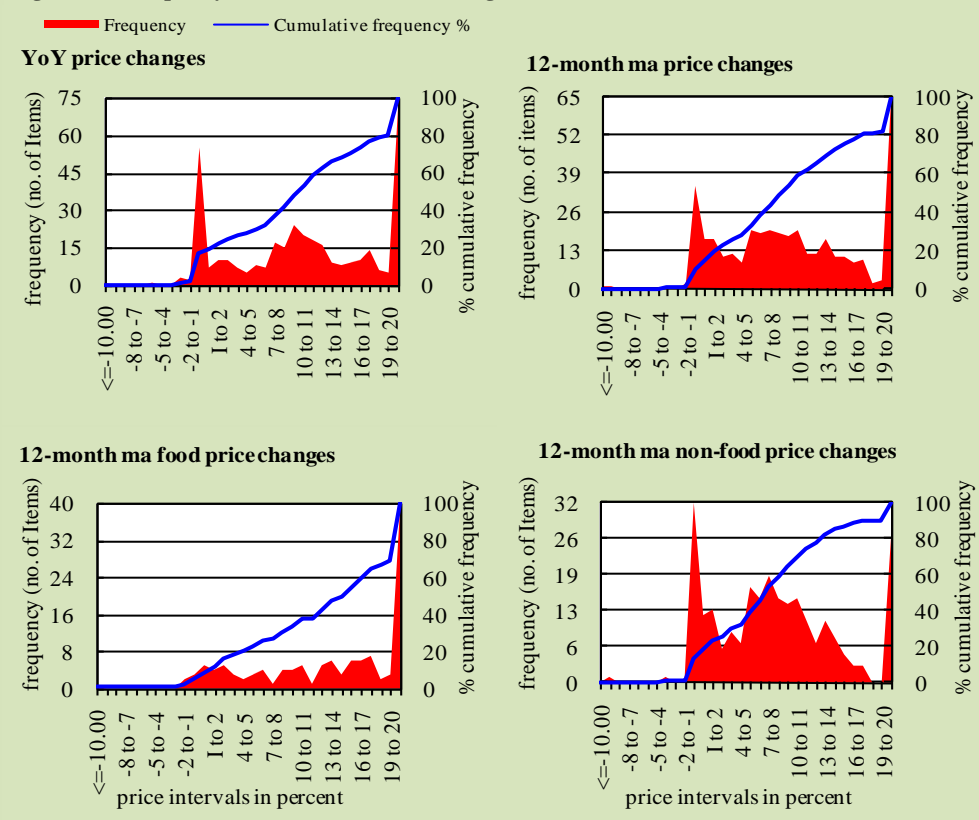 Frequency Cumulative frequency %
YoY price changes
frequency (no. of Items)
75
60
45
30
15
0
100
80
60
40
20
0
% cumulative frequency
<=-10.00
-8 to -7
-5 to -4
-2 to -1
1 to 2
4 to 5
7 to 8
10 to 11
13 to 14
16 to 17
19 to 20
12-month ma price changes
frequency (no. of items)
65
52
39
26
13
0
100
80
60
40
20
0
% cumulative frequency
<=-10.00
-8 to -7
-5 to -4
-2 to -1
1 to 2
4 to 5
7 to 8
10 to 11
13 to 14
16 to 17
19 to 20
12-month ma food price changes
frequency (no. of Items)
40
32
24
16
8
0
100
80
60
40
20
0
% cumulative frequency
<=-10.00
-8 to -7
-5 to -4
-2 to -1
1 to 2
4 to 5
7 to 8
10 to 11
13 to 14
16 to 17
19 to 20
price intervals in percent
12-month ma non-food price changes
frequency (no. of Items)
32
26
19
13
6
0
100
80
60
40
20
0
% cumulative frequency
<=-10.00
-8 to -7
-5 to -4
-2 to -1
1 to 2
4 to 5
7 to 8
10 to 11
13 to 14
16 to 17
19 to 20
price intervals in percent